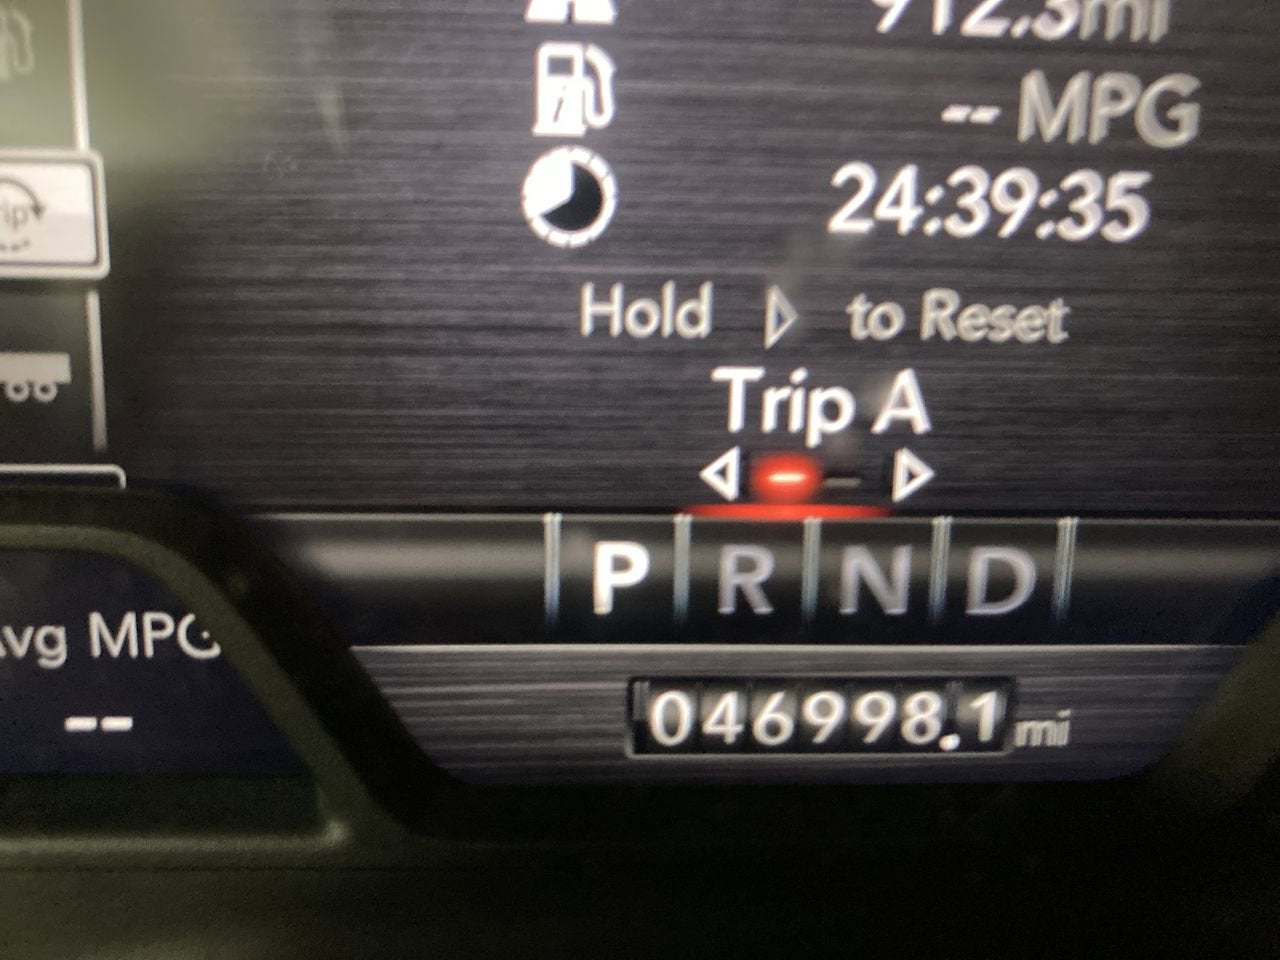 912.3mi
-- MPG
24:39:35
Hold ▷ to Reset
Trip A
P R N D
Avg MPG
--
046998.1 mi